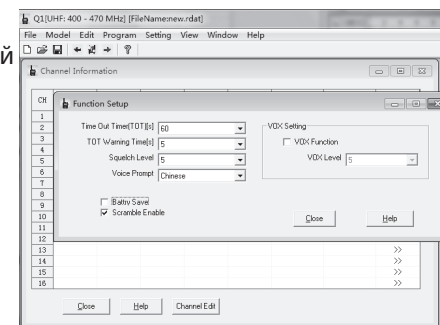 Q1[UHF: 400 - 470 MHz] [FileName:new.rdat]
File Model Edit Program Setting View Window Help
й
Channel Information
CH
Function Setup
Time Out Timer[TOT][s] 60
TOT Warning Time[s] 5
Squelch Level 5
Voice Prompt Chinese
VOX Setting
VOX Function
VOX Level 5
Battry Save
Scramble Enable
Close Help
1
2
3
4
5
6
7
8
9
10
11
12
13 >>
14 >>
15 >>
16 >>
Close Help Channel Edit